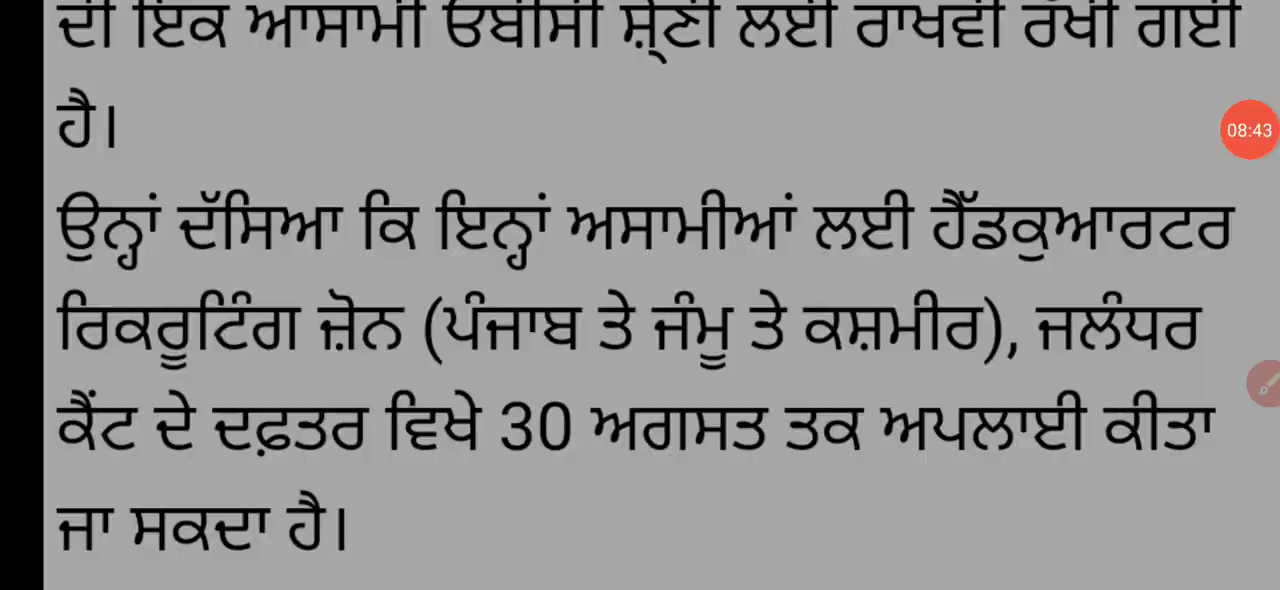 ਦੀ ਇਕ ਆਸਾਮੀ ਓਬੀਸੀ ਸ਼੍ਰੇਣੀ ਲਈ ਰਾਖਵੀਂ ਰੱਖੀ ਗਈ
ਹੈ।
08:43
ਉਨ੍ਹਾਂ ਦੱਸਿਆ ਕਿ ਇਨ੍ਹਾਂ ਅਸਾਮੀਆਂ ਲਈ ਹੈੱਡਕੁਆਰਟਰ
ਰਿਕਰੂਟਿੰਗ ਜ਼ੋਨ (ਪੰਜਾਬ ਤੇ ਜੰਮੂ ਤੇ ਕਸ਼ਮੀਰ), ਜਲੰਧਰ
ਕੈਂਟ ਦੇ ਦਫ਼ਤਰ ਵਿਖੇ 30 ਅਗਸਤ ਤਕ ਅਪਲਾਈ ਕੀਤਾ
ਜਾ ਸਕਦਾ ਹੈ।